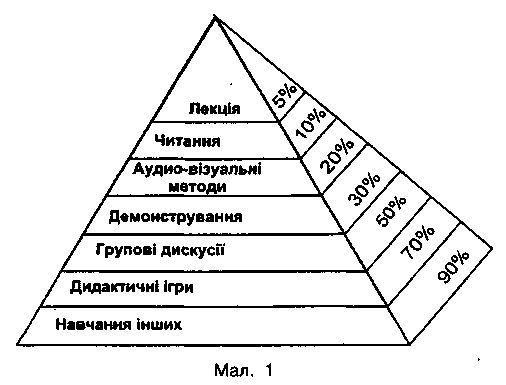 Лекція
5%
Читання
10%
Аудио-візуальні
методи
20%
Демонстрування
30%
Групові дискусії
50%
Дидактичні ігри
70%
Навчання інших
90%
Мал. 1